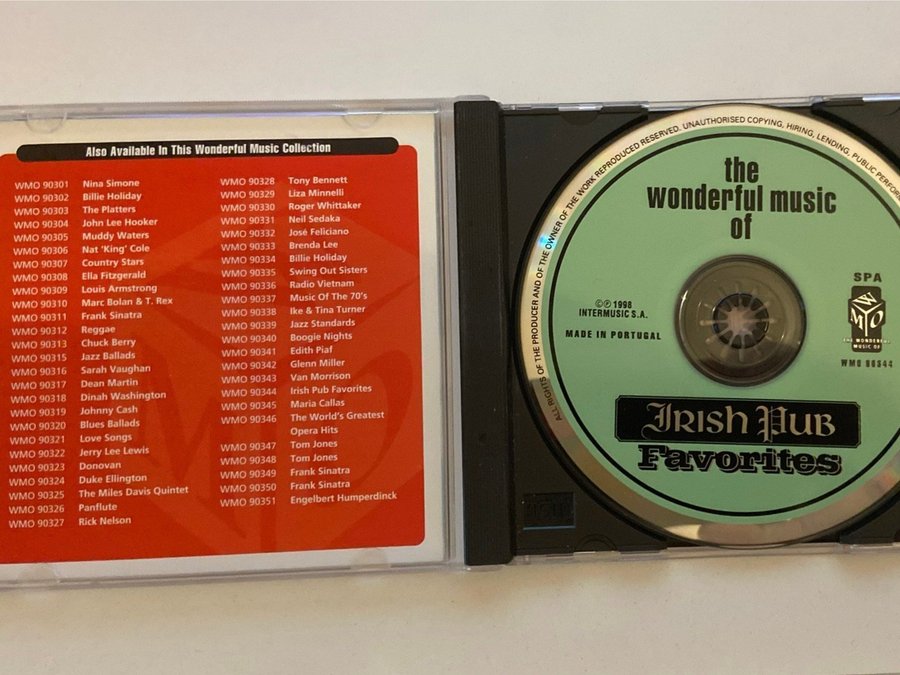 Also Available In This Wonderful Music Collection
WMO 90301 Nina Simone
WMO 90302 Billie Holiday
WMO 90303 The Platters
WMO 90304 John Lee Hooker
WMO 90305 Muddy Waters
WMO 90306 Nat 'King' Cole
WMO 90307 Country Stars
WMO 90308 Ella Fitzgerald
WMO 90309 Louis Armstrong
WMO 90310 Marc Bolan & T. Rex
WMO 90311 Frank Sinatra
WMO 90312 Reggae
WMO 90313 Chuck Berry
WMO 90315 Jazz Ballads
WMO 90316 Sarah Vaughan
WMO 90317 Dean Martin
WMO 90318 Dinah Washington
WMO 90319 Johnny Cash
WMO 90320 Blues Ballads
WMO 90321 Love Songs
WMO 90322 Jerry Lee Lewis
WMO 90323 Donovan
WMO 90324 Duke Ellington
WMO 90325 The Miles Davis Quintet
WMO 90326 Panflute
WMO 90327 Rick Nelson
WMO 90328 Tony Bennett
WMO 90329 Liza Minnelli
WMO 90330 Roger Whittaker
WMO 90331 Neil Sedaka
WMO 90332 José Feliciano
WMO 90333 Brenda Lee
WMO 90334 Billie Holiday
WMO 90335 Swing Out Sisters
WMO 90336 Radio Vietnam
WMO 90337 Music Of The 70's
WMO 90338 Ike & Tina Turner
WMO 90339 Jazz Standards
WMO 90340 Boogie Nights
WMO 90341 Edith Piaf
WMO 90342 Glenn Miller
WMO 90343 Van Morrison
WMO 90344 Irish Pub Favorites
WMO 90345 Maria Callas
WMO 90346 The World's Greatest
Opera Hits
WMO 90347 Tom Jones
WMO 90348 Tom Jones
WMO 90349 Frank Sinatra
WMO 90350 Frank Sinatra
WMO 90351 Engelbert Humperdinck
ALL RIGHTS OF THE PRODUCER AND OF THE OWNER OF THE WORK REPRODUCED RESERVED. UNAUTHORISED COPYING, HIRING, LENDING, PUBLIC PERFOR
the
wonderful music
of
© ℗ 1998
INTERMUSIC S.A.
MADE IN PORTUGAL
SPA
WMO
THE WONDERFUL
MUSIC OF
WMO 90344
Irish Pub
Favorites